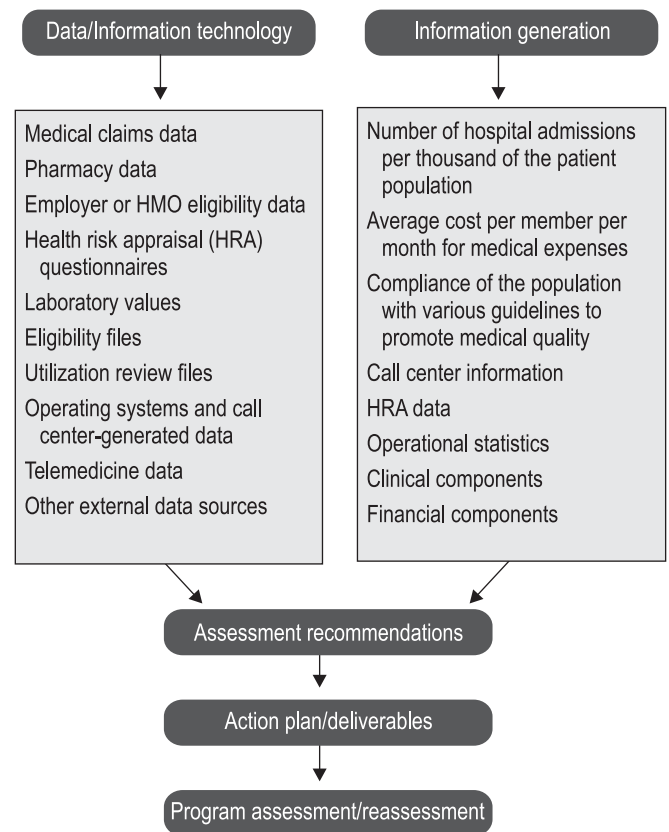 Data/Information technology
Information generation
Medical claims data
Pharmacy data
Employer or HMO eligibility data
Health risk appraisal (HRA)
questionnaires
Laboratory values
Eligibility files
Utilization review files
Operating systems and call
center-generated data
Telemedicine data
Other external data sources
Number of hospital admissions
per thousand of the patient
population
Average cost per member per
month for medical expenses
Compliance of the population
with various guidelines to
promote medical quality
Call center information
HRA data
Operational statistics
Clinical components
Financial components
Assessment recommendations
Action plan/deliverables
Program assessment/reassessment